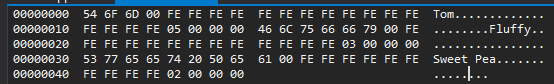 00000000 54 6F 6D 00 FE FE FE FE FE FE FE FE FE FE FE FE Tom.............
00000010 FE FE FE FE 05 00 00 00 46 6C 75 66 66 79 00 FE ........Fluffy..
00000020 FE FE FE FE FE FE FE FE FE FE FE FE 03 00 00 00 ................
00000030 53 77 65 65 74 20 50 65 61 00 FE FE FE FE FE FE Sweet Pea.......
00000040 FE FE FE FE 02 00 00 00 ........